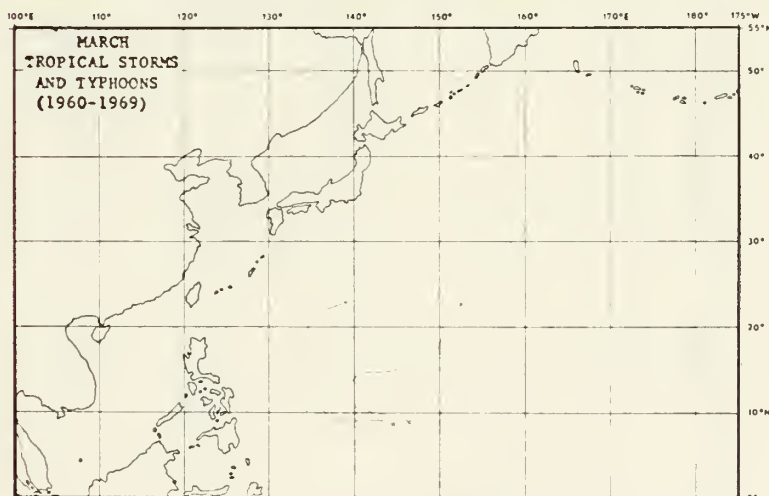 100°E 110° 120° 130° 140° 150° 160° 170°E 180° 175°W
55°N
MARCH
TROPICAL STORMS
AND TYPHOONS
(1960-1969)
50°
40°
30°
20°
10°N